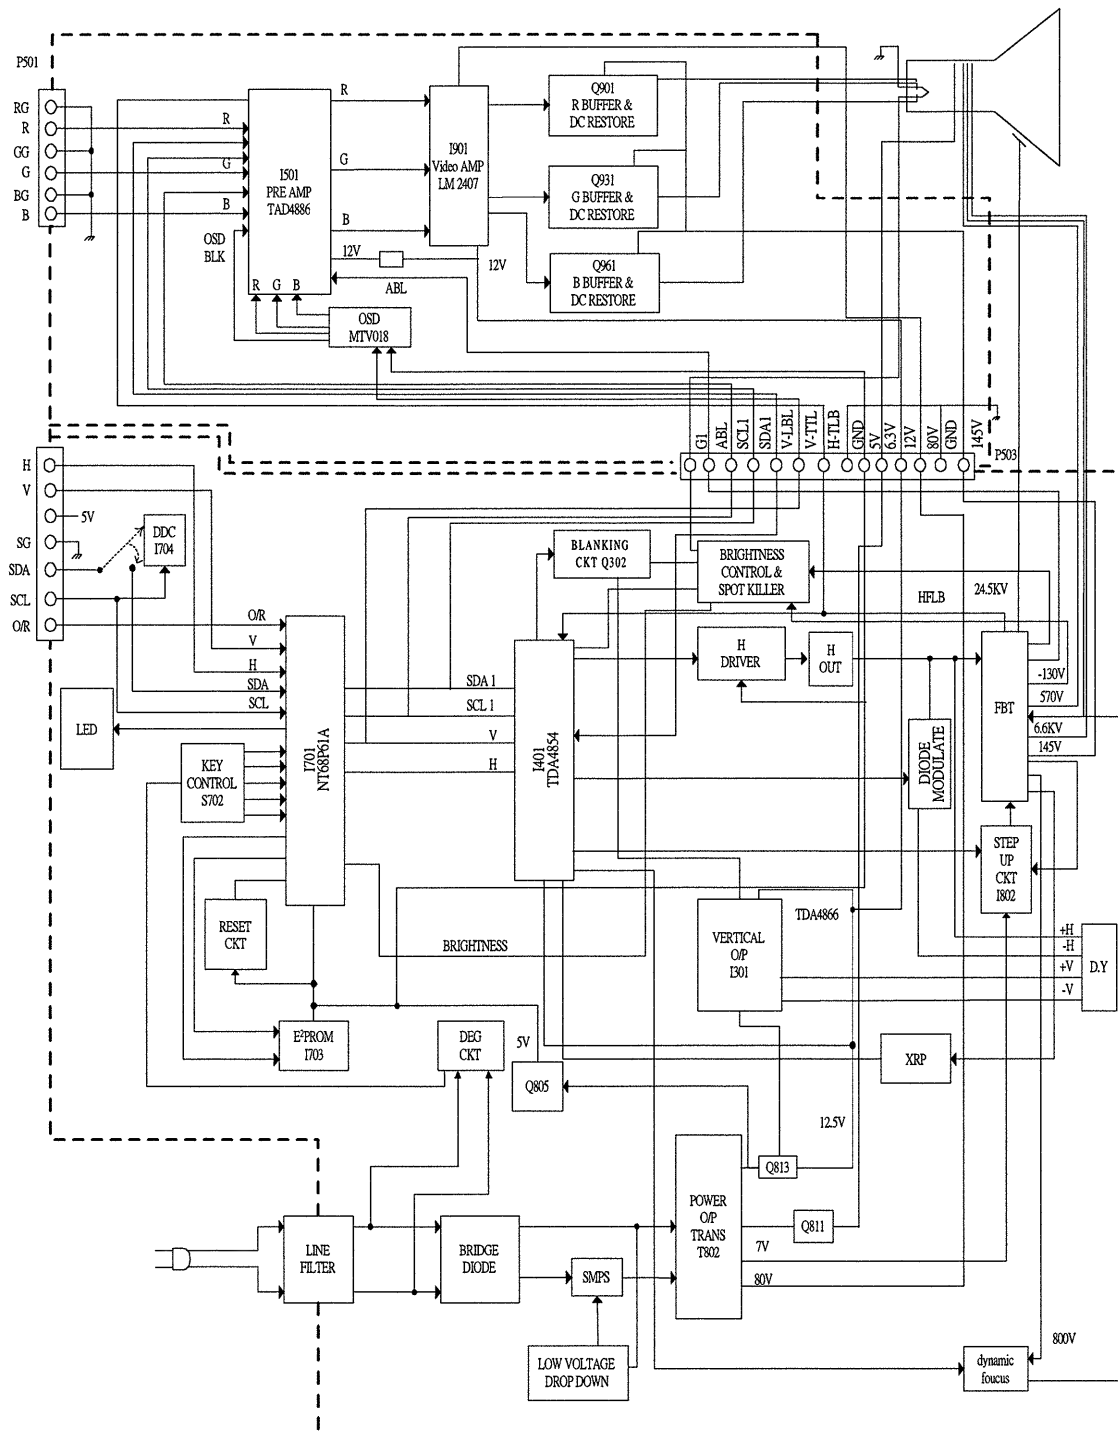 P501
RG
R
GG
G
BG
B
R
G
B
OSD
BLK
I501
PRE AMP
TAD4886
R
G
B
R
G
B
12V
ABL
12V
I901
Video AMP
LM 2407
Q901
R BUFFER &
DC RESTORE
Q931
G BUFFER &
DC RESTORE
Q961
B BUFFER &
DC RESTORE
OSD
MTV018
G1
ABL
SCL1
SDA1
V-LBL
V-TTL
H-TLB
GND
5V
6.3V
12V
80V
GND
145V
P503
H
V
5V
SG
SDA
SCL
O/R
DDC
I704
BLANKING
CKT Q302
BRIGHTNESS
CONTROL &
SPOT KILLER
24.5KV
HFLB
O/R
V
H
SDA
SCL
LED
KEY
CONTROL
S702
I701
NT68P61A
SDA 1
SCL 1
V
H
I401
TDA4854
H
DRIVER
H
OUT
FBT
-130V
570V
6.6KV
145V
DIODE
MODULATE
STEP
UP
CKT
I802
RESET
CKT
BRIGHTNESS
VERTICAL
O/P
I301
TDA4866
+H
-H
+V
-V
D.Y
E²PROM
I703
DEG
CKT
5V
Q805
XRP
12.5V
Q813
POWER
O/P
TRANS
T802
Q811
7V
80V
LINE
FILTER
BRIDGE
DIODE
SMPS
LOW VOLTAGE
DROP DOWN
800V
dynamic
foucus